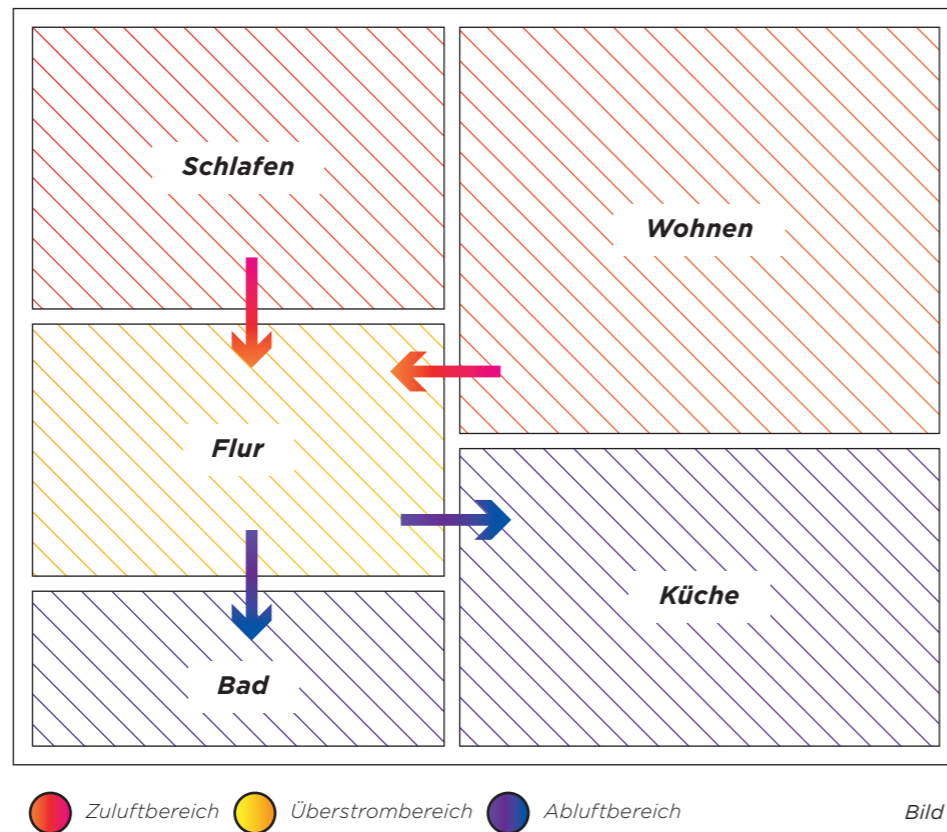 Schlafen
Wohnen
Flur
Küche
Bad
Zuluftbereich Überstrombereich Abluftbereich Bild